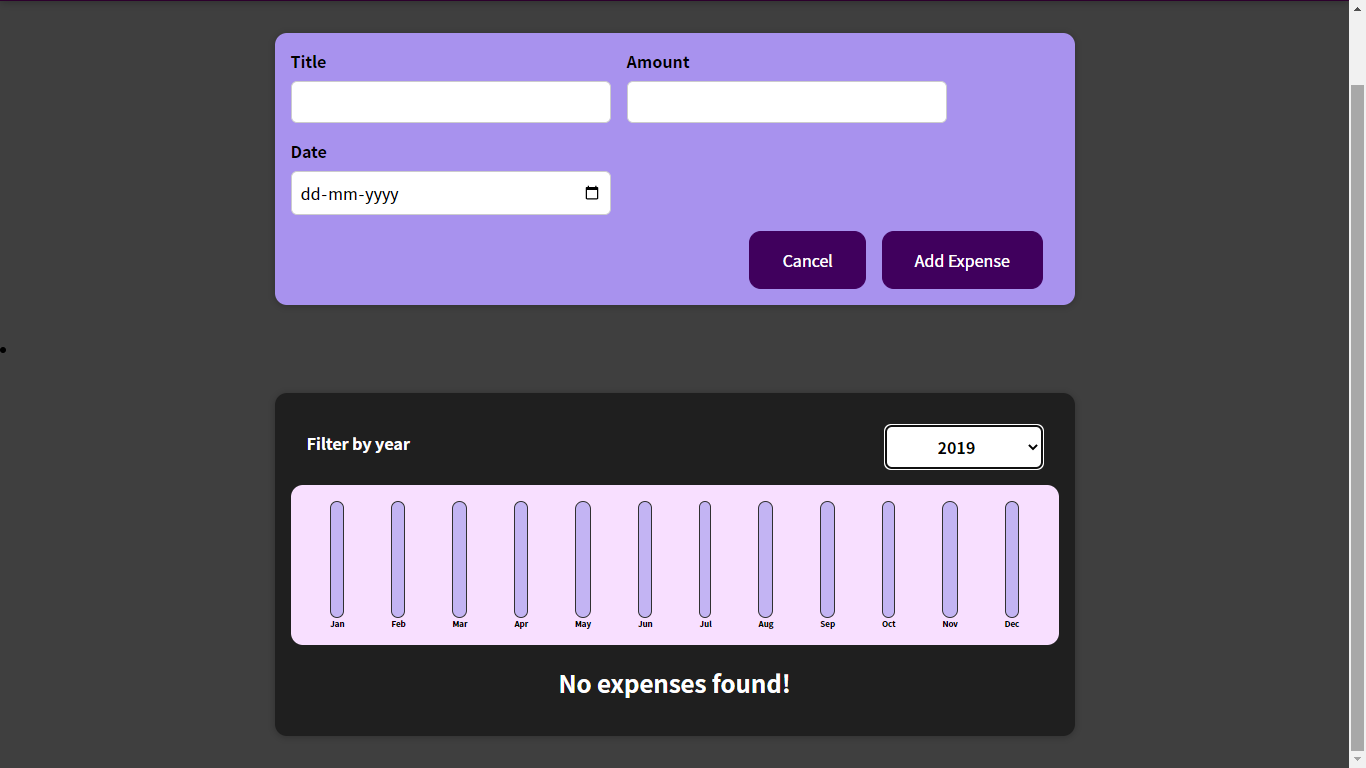 Title Amount
Date
dd-mm-yyyy
Cancel Add Expense
Filter by year 2019
Jan Feb Mar Apr May Jun Jul Aug Sep Oct Nov Dec
No expenses found!